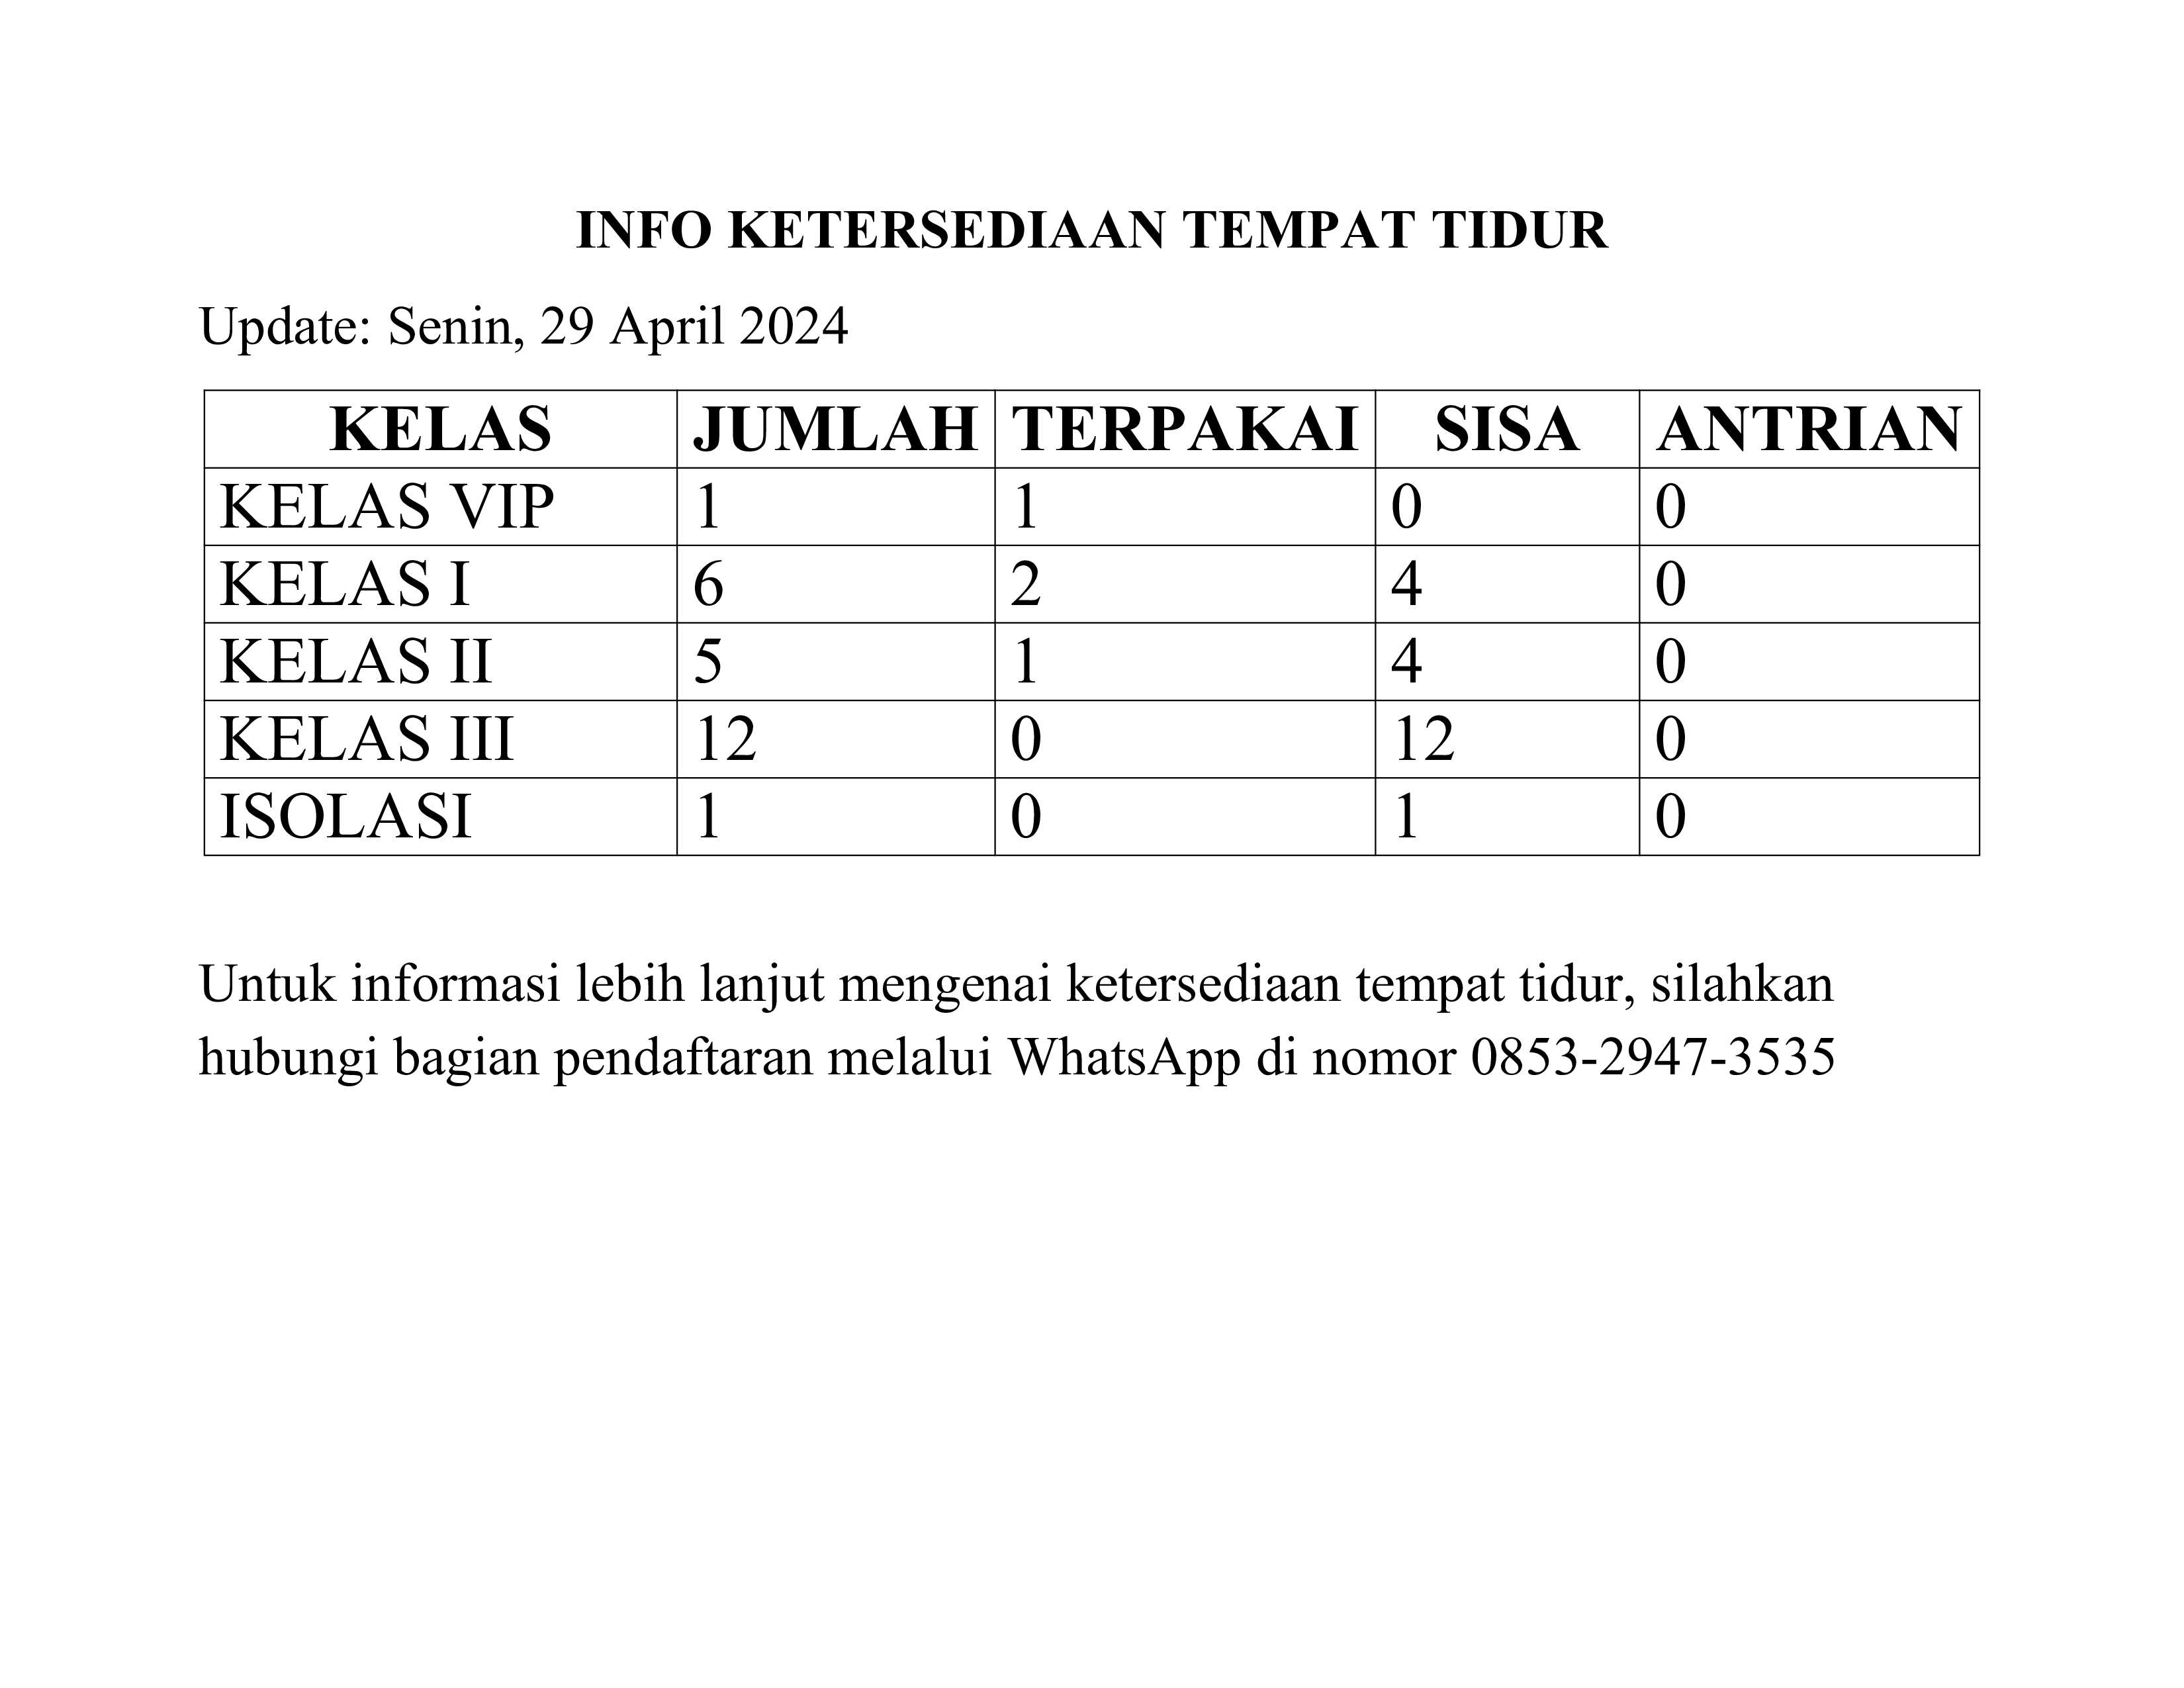 INFO KETERSEDIAAN TEMPAT TIDUR
Update: Senin, 29 April 2024
KELAS JUMLAH TERPAKAI SISA ANTRIAN
KELAS VIP 1 1 0 0
KELAS I 6 2 4 0
KELAS II 5 1 4 0
KELAS III 12 0 12 0
ISOLASI 1 0 1 0
Untuk informasi lebih lanjut mengenai ketersediaan tempat tidur, silahkan
hubungi bagian pendaftaran melalui WhatsApp di nomor 0853-2947-3535